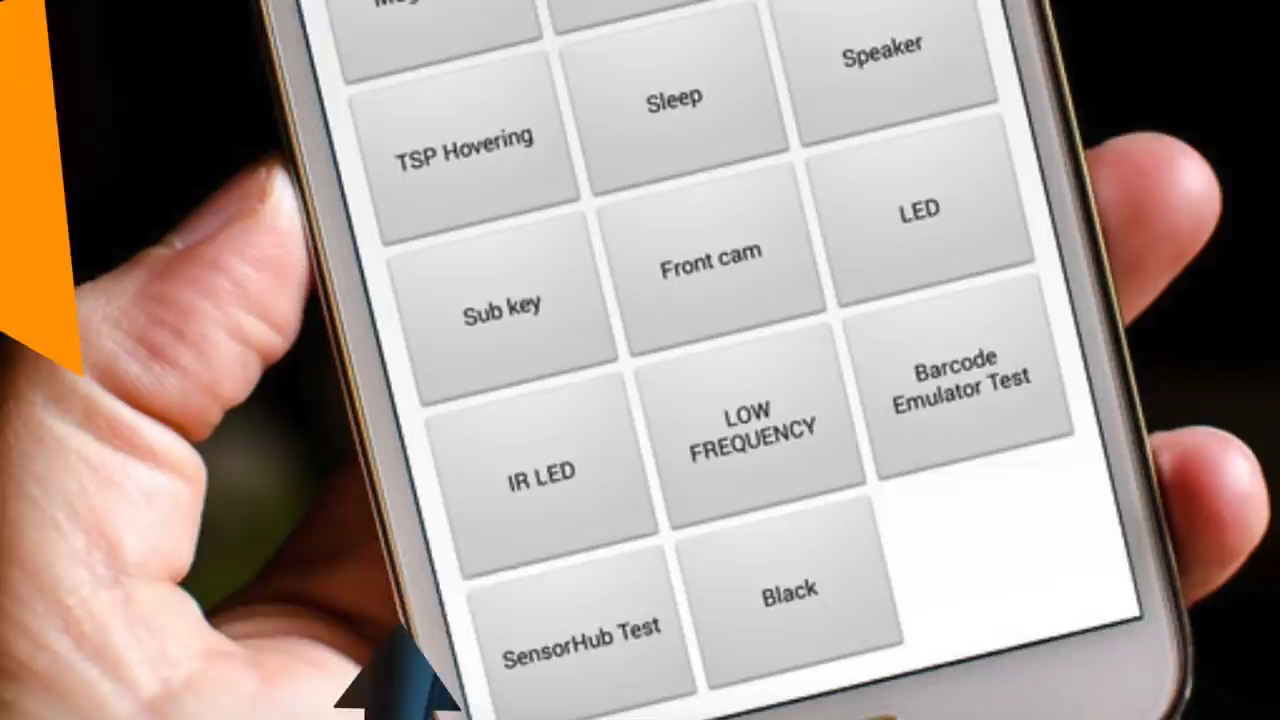 TSP Hovering
Sleep
Speaker
Sub key
Front cam
LED
IR LED
LOW
FREQUENCY
Barcode
Emulator Test
SensorHub Test
Black